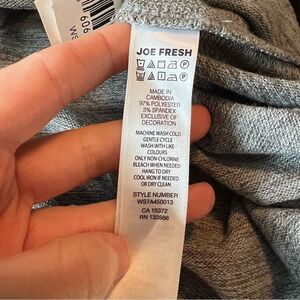 JOE FRESH
MADE IN
CAMBODIA
97% POLYESTER
3% SPANDEX
EXCLUSIVE OF
DECORATION
MACHINE WASH COLD
GENTLE CYCLE
WASH WITH LIKE
COLOURS
ONLY NON-CHLORINE
BLEACH WHEN NEEDED
HANG TO DRY
COOL IRON IF NEEDED
OR DRY CLEAN
STYLE NUMBER
WS7A450013
CA 15372
RN 133886